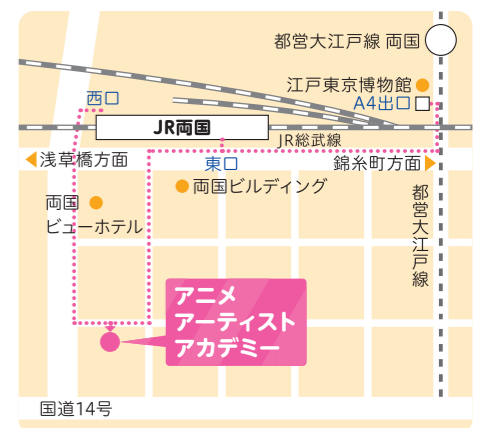 都営大江戸線 両国
江戸東京博物館
A4出口
西口
JR両国
JR総武線
浅草橋方面
東口
錦糸町方面
両国ビルディング
両国
ビューホテル
都営大江戸線
アニメ
アーティスト
アカデミー
国道14号